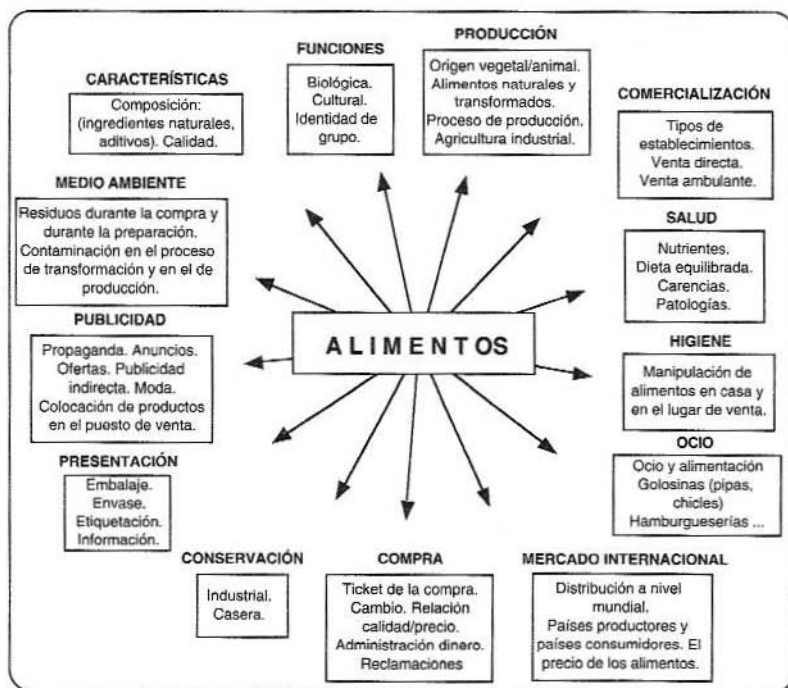 PRODUCCIÓN
Origen vegetal/animal.
Alimentos naturales y
transformados.
Proceso de producción.
Agricultura industrial.
FUNCIONES
Biológica.
Cultural.
Identidad de
grupo.
CARACTERÍSTICAS
Composición:
(ingredientes naturales,
aditivos). Calidad.
COMERCIALIZACIÓN
Tipos de
establecimientos.
Venta directa.
Venta ambulante.
MEDIO AMBIENTE
Residuos durante la compra y
durante la preparación.
Contaminación en el proceso
de transformación y en el de
producción.
SALUD
Nutrientes.
Dieta equilibrada.
Carencias.
Patologías.
PUBLICIDAD
Propaganda. Anuncios.
Ofertas. Publicidad
indirecta. Moda.
Colocación de productos
en el puesto de venta.
ALIMENTOS
HIGIENE
Manipulación de
alimentos en casa y
en el lugar de venta.
OCIO
Ocio y alimentación
Golosinas (pipas,
chicles)
Hamburgueserías ...
PRESENTACIÓN
Embalaje.
Envase.
Etiquetación.
Información.
CONSERVACIÓN
Industrial.
Casera.
COMPRA
Ticket de la compra.
Cambio. Relación
calidad/precio.
Administración dinero.
Reclamaciones
MERCADO INTERNACIONAL
Distribución a nivel
mundial.
Países productores y
países consumidores. El
precio de los alimentos.